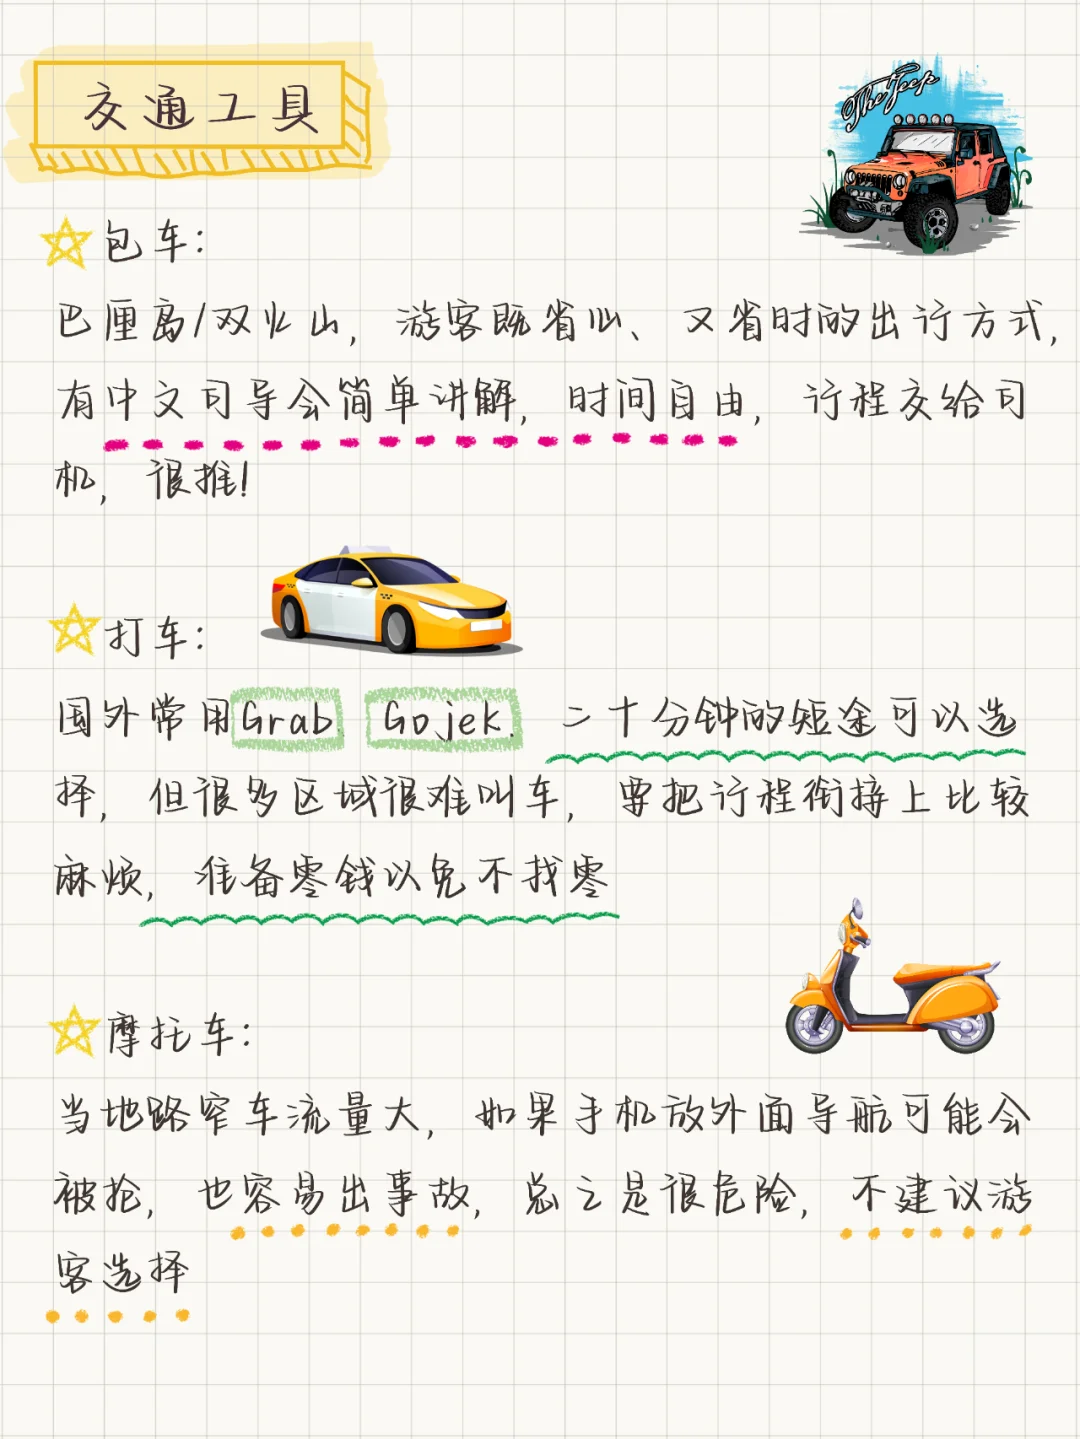 交通工具
The Jeep
包车:
巴厘岛/双火山, 游客既省心、又省时的出行方式,
有中文司导会简单讲解, 时间自由, 行程交给司
机, 很推!
打车:
国外常用Grab、Gojek. 二十分钟的短途可以选
择, 但很多区域很难叫车, 要把行程衔接上比较
麻烦, 准备零钱以免不找零
摩托车:
当地路窄车流量大, 如果手机放外面导航可能会
被抢, 也容易出事故, 总之是很危险, 不建议游
客选择